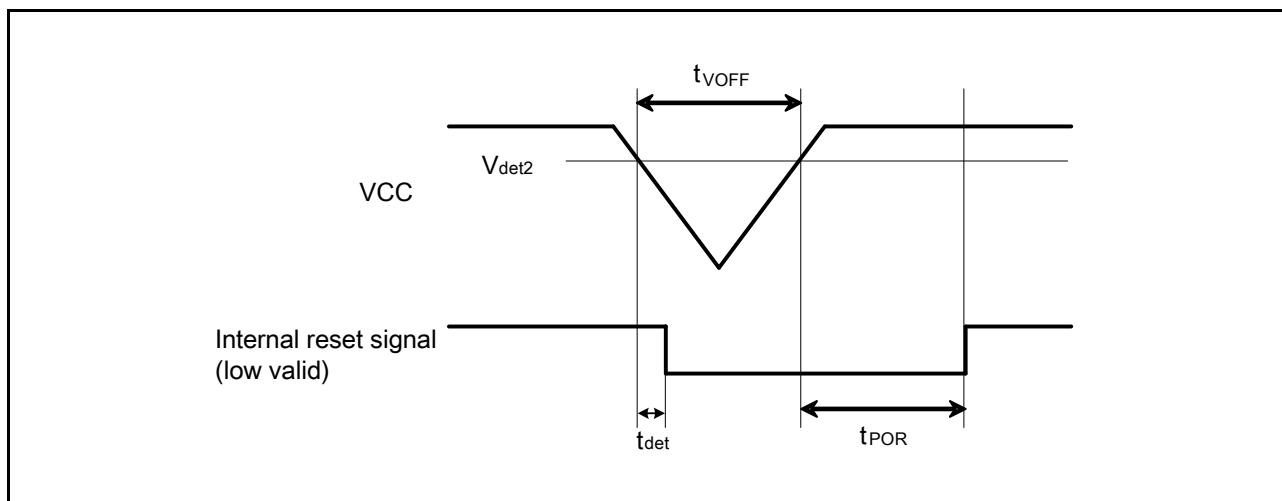 tVOFF
Vdet2
VCC
Internal reset signal
(low valid)
tdet
tPOR